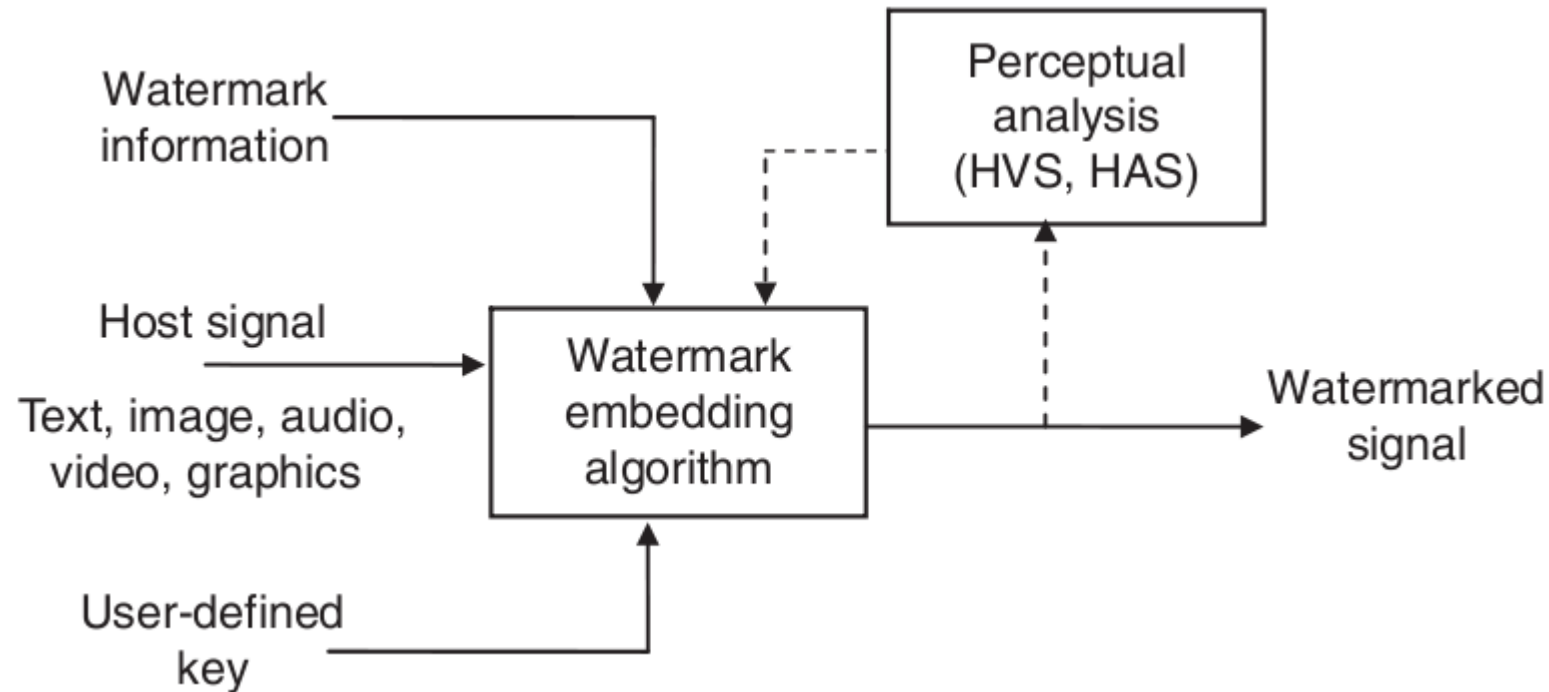 Watermark
information
Perceptual
analysis
(HVS, HAS)
Host signal
Text, image, audio,
video, graphics
Watermark
embedding
algorithm
Watermarked
signal
User-defined
key